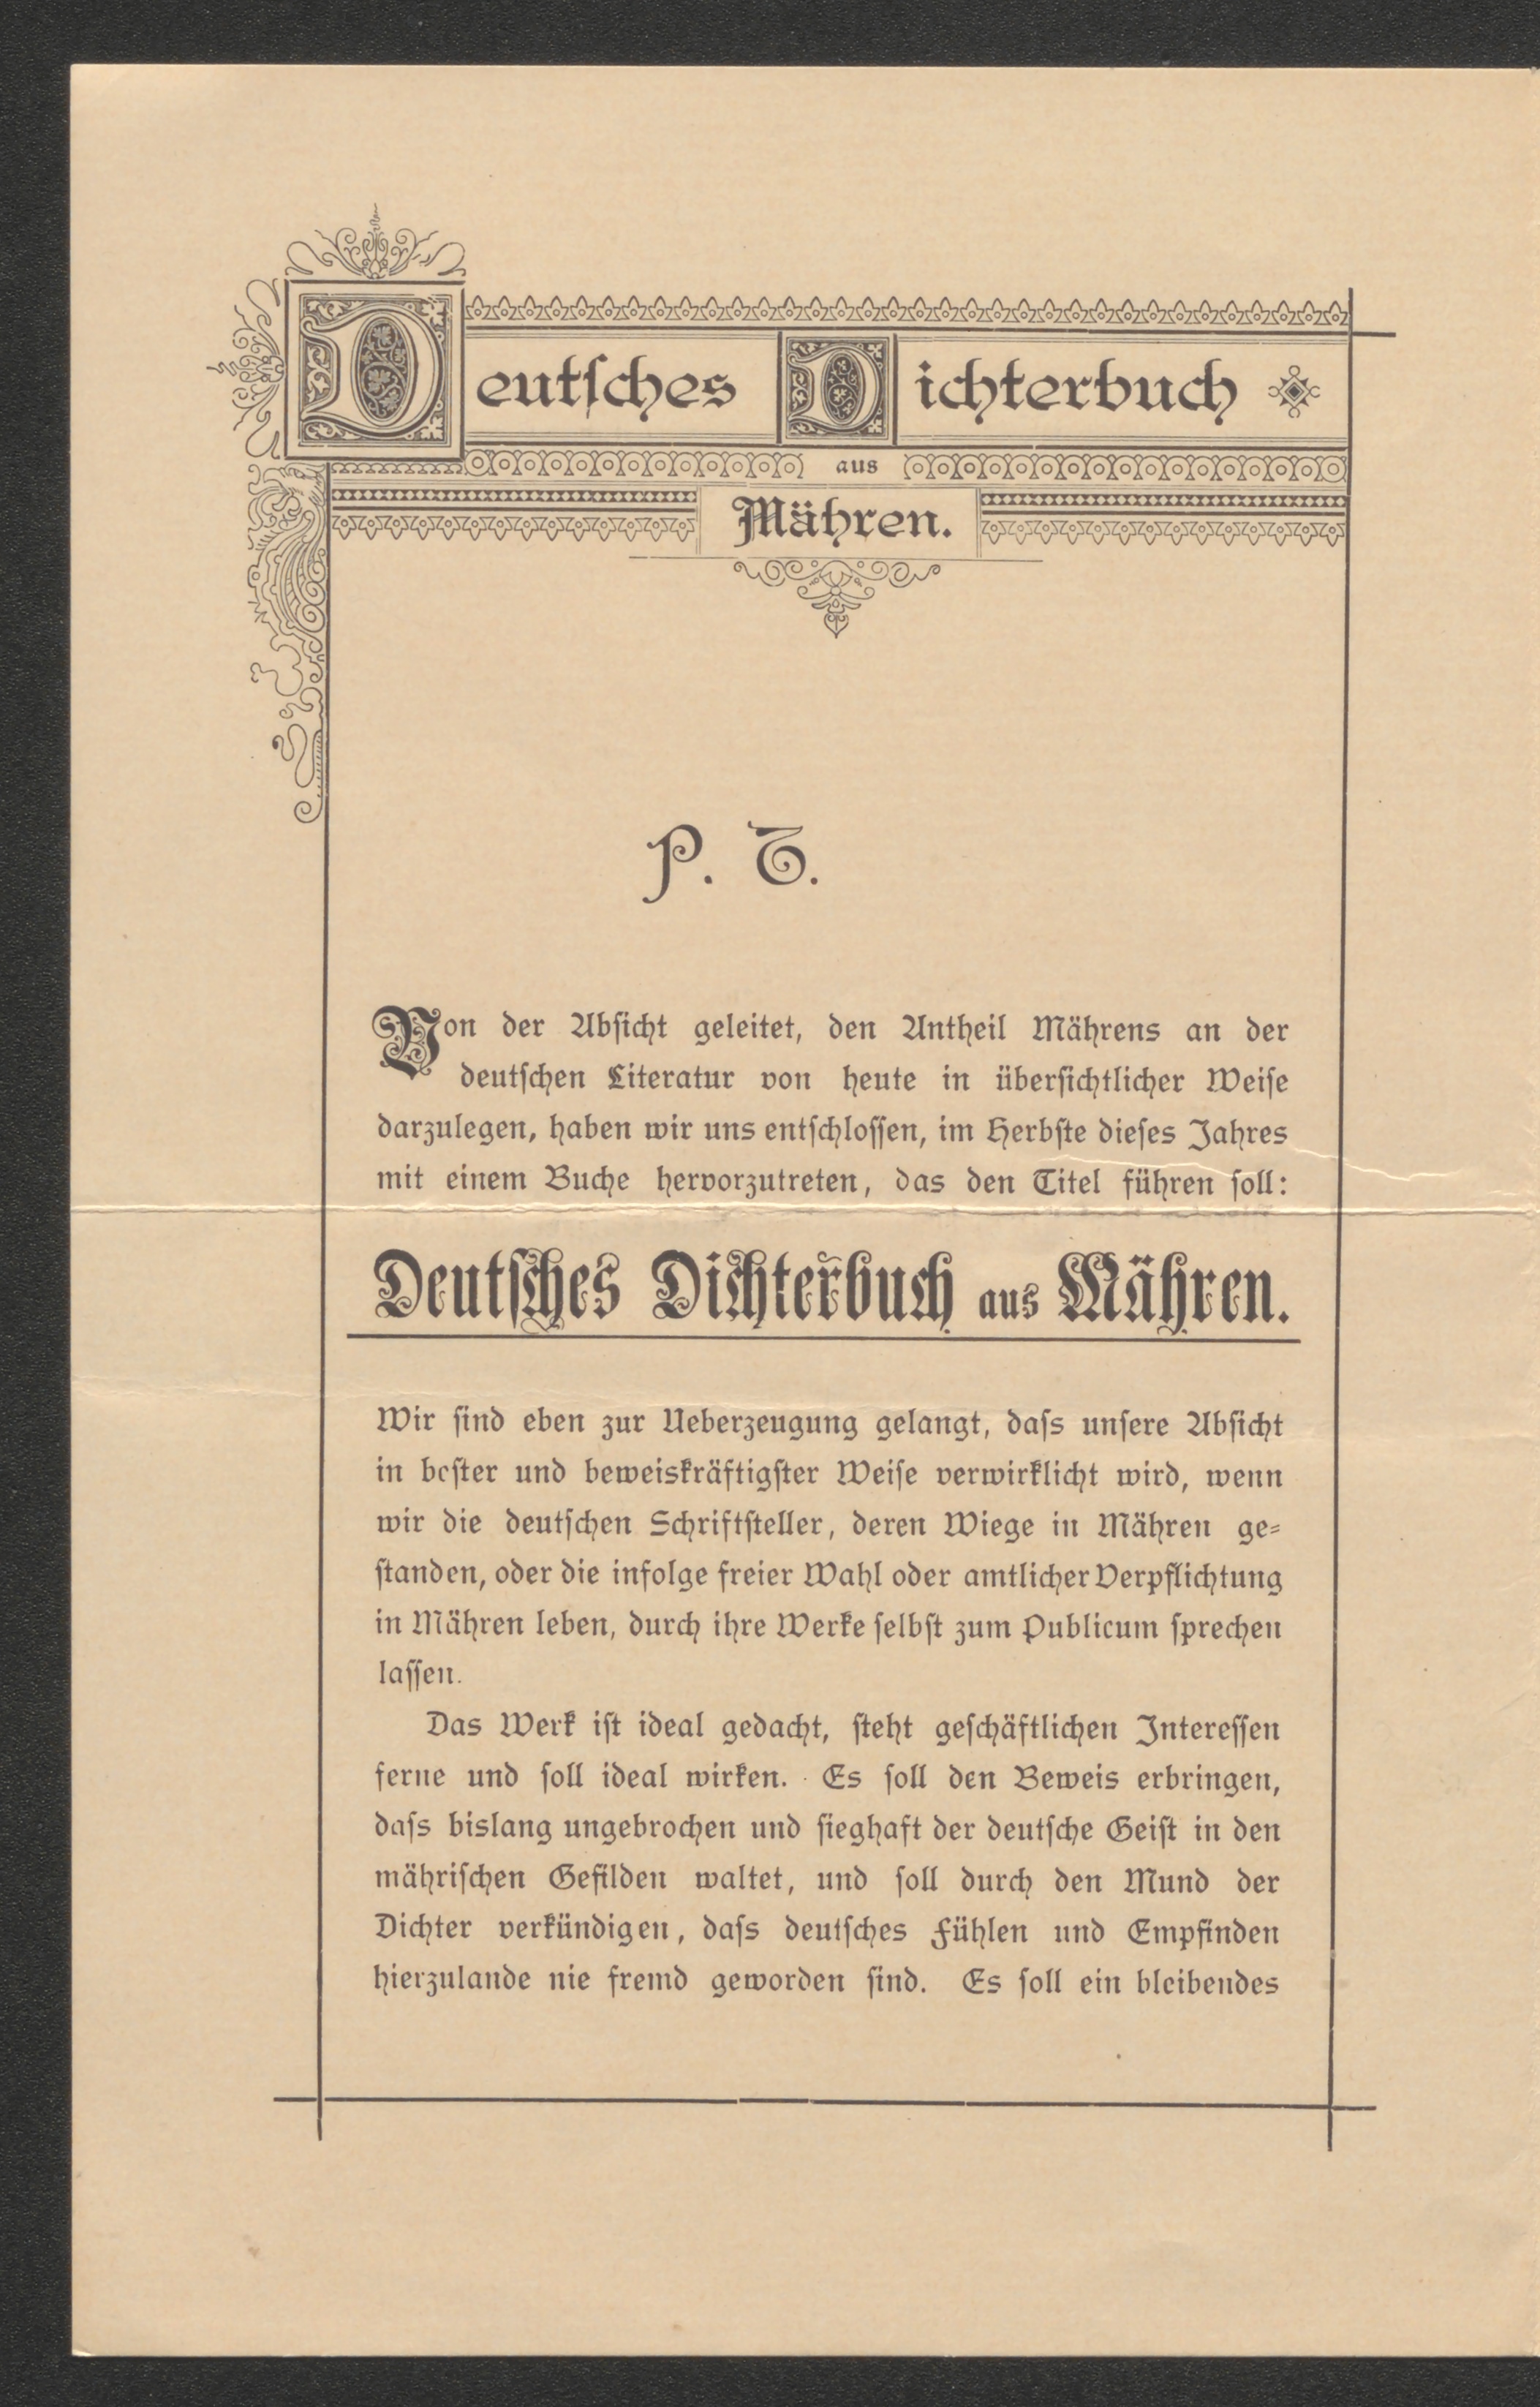 Deutſches Dichterbuch
aus
Mähren.
P. T.
Von der Abſicht geleitet, den Antheil Mährens an der
deutſchen Literatur von heute in überſichtlicher Weiſe
darzulegen, haben wir uns entſchloſſen, im Herbſte dieſes Jahres
mit einem Buche hervorzutreten, das den Titel führen ſoll:
Deutſches Dichterbuch aus Mähren.
Wir ſind eben zur Ueberzeugung gelangt, daſs unſere Abſicht
in beſter und beweiskräftigſter Weiſe verwirklicht wird, wenn
wir die deutſchen Schriftſteller, deren Wiege in Mähren ge-
ſtanden, oder die infolge freier Wahl oder amtlicher Verpflichtung
in Mähren leben, durch ihre Werke ſelbſt zum Publicum ſprechen
laſſen.
Das Werk iſt ideal gedacht, ſteht geſchäftlichen Intereſſen
ferne und ſoll ideal wirken. Es ſoll den Beweis erbringen,
daſs bislang ungebrochen und ſieghaft der deutſche Geiſt in den
mähriſchen Gefilden waltet, und ſoll durch den Mund der
Dichter verkündigen, daſs deutſches Fühlen und Empfinden
hierzulande nie fremd geworden ſind. Es ſoll ein bleibendes